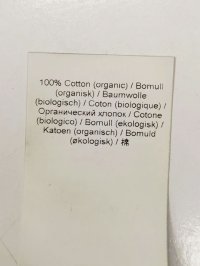 100% Cotton (organic) / Bomull
(organisk) / Baumwolle
(biologisch) / Coton (biologique) /
Органический хлопок / Cotone
(biologico) / Bomull (ekologisk) /
Katoen (organisch) / Bomuld
(økologisk) / 棉